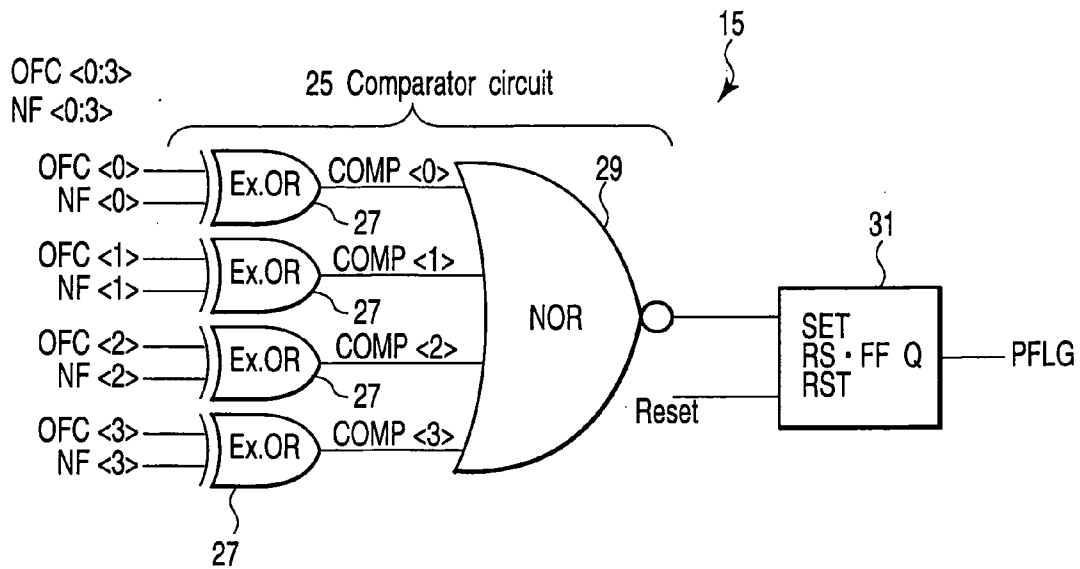 15
OFC <0:3>
NF <0:3>
25 Comparator circuit
OFC <0>
NF <0>
Ex.OR
COMP <0>
27
29
OFC <1>
NF <1>
Ex.OR
COMP <1>
27
31
OFC <2>
NF <2>
Ex.OR
COMP <2>
27
NOR
SET
RS・FF Q
RST
PFLG
Reset
OFC <3>
NF <3>
Ex.OR
COMP <3>
27